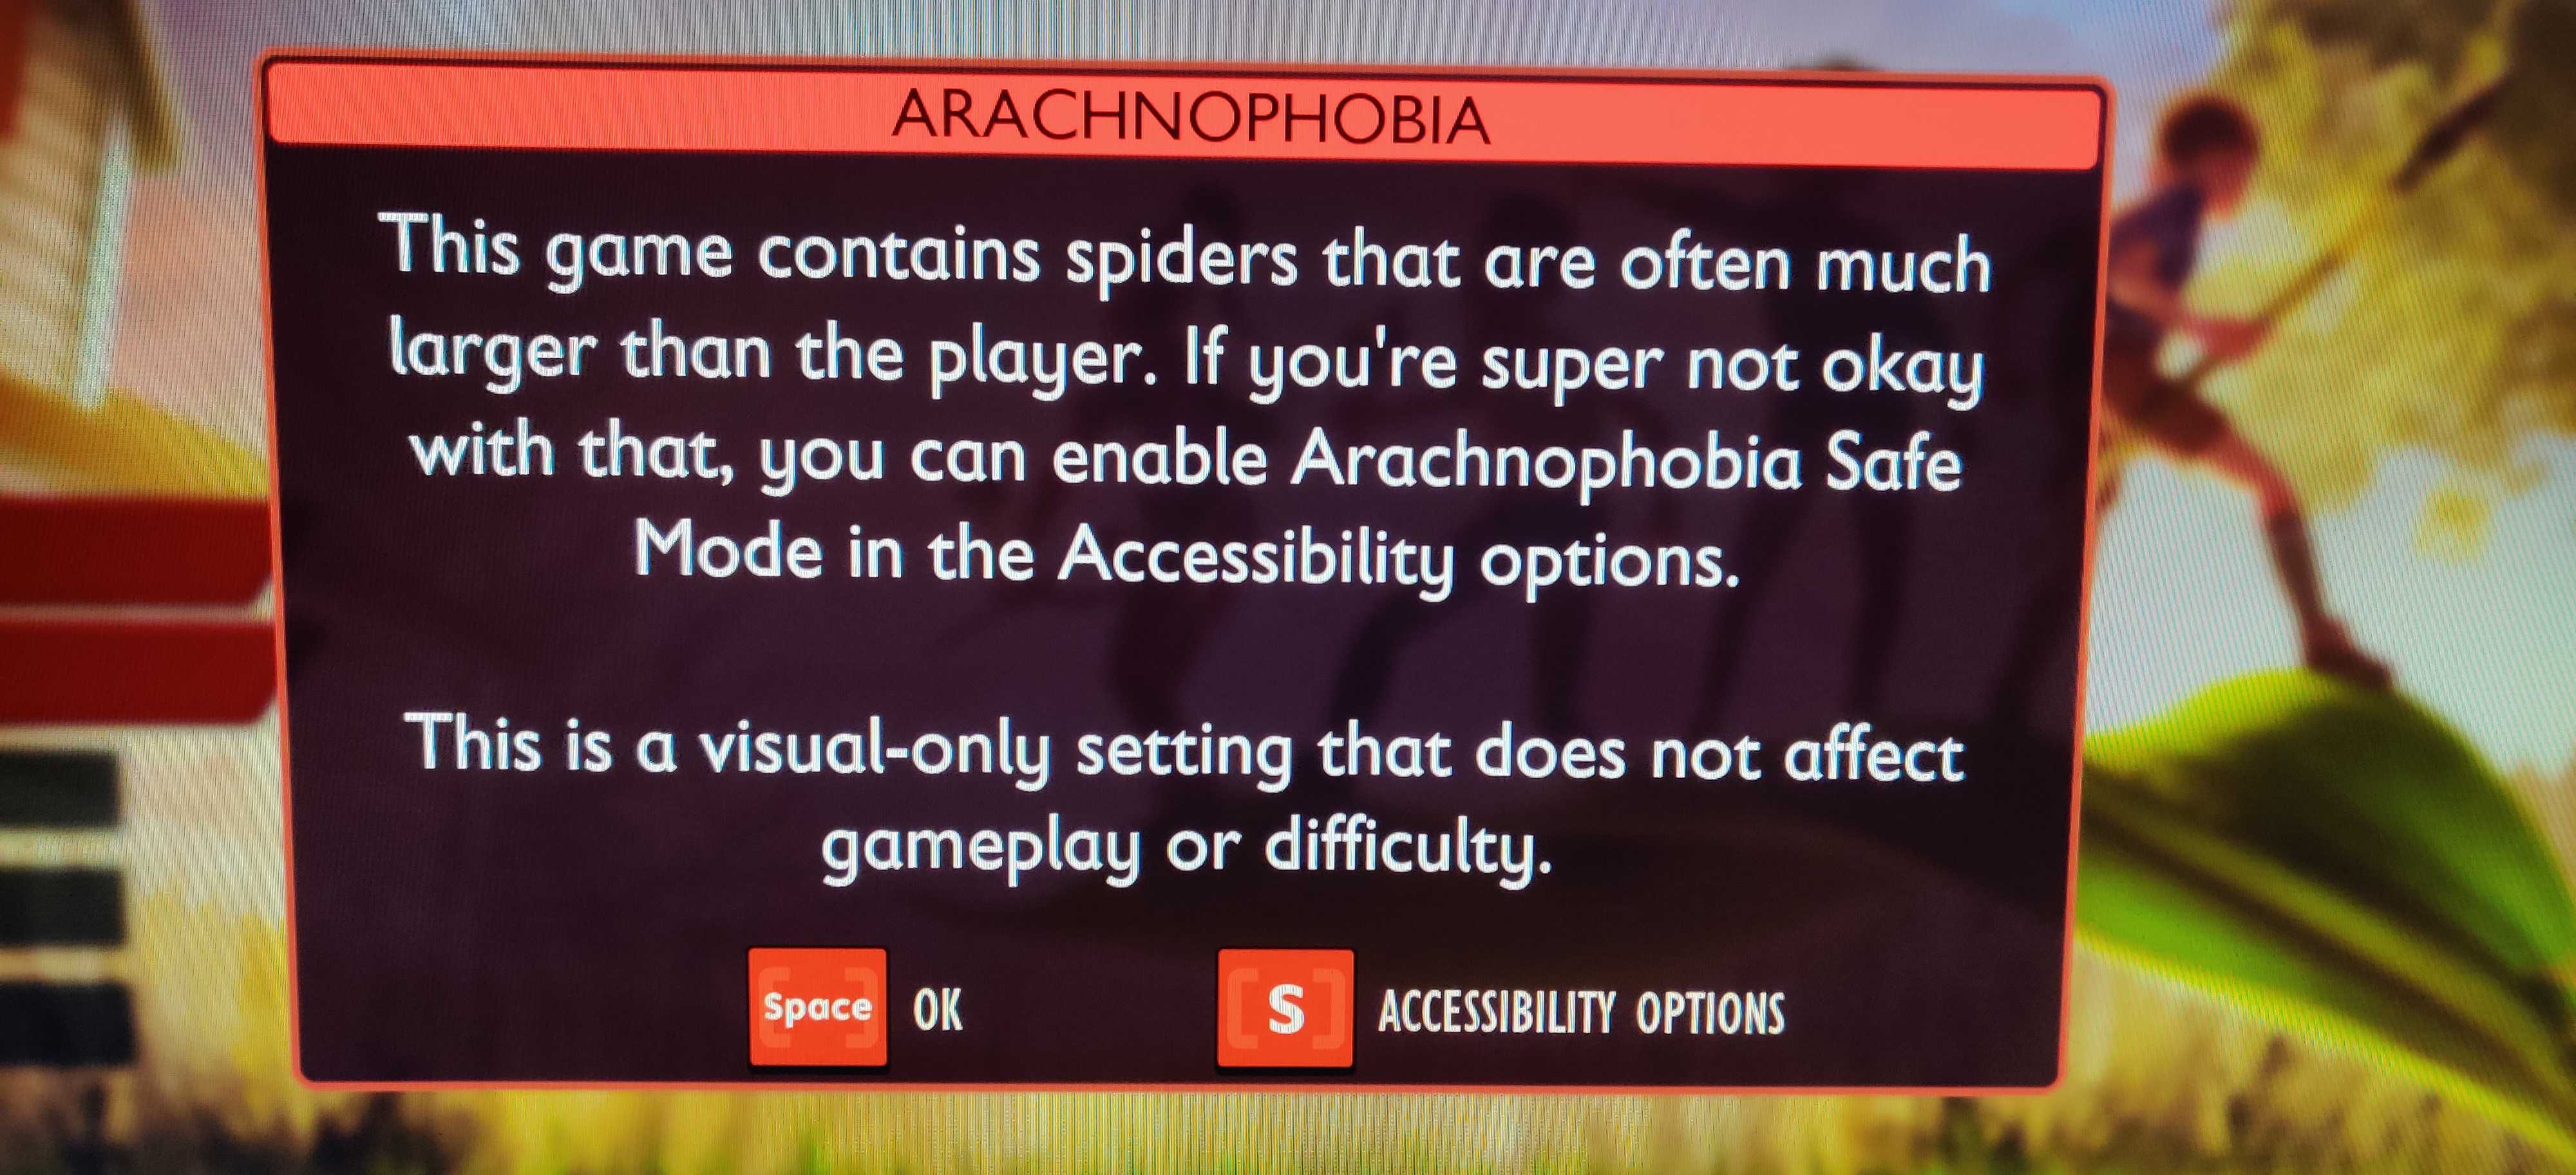 ARACHNOPHOBIA
This game contains spiders that are often much
larger than the player. If you're super not okay
with that, you can enable Arachnophobia Safe
Mode in the Accessibility options.
This is a visual-only setting that does not affect
gameplay or difficulty.
Space OK
S ACCESSIBILITY OPTIONS